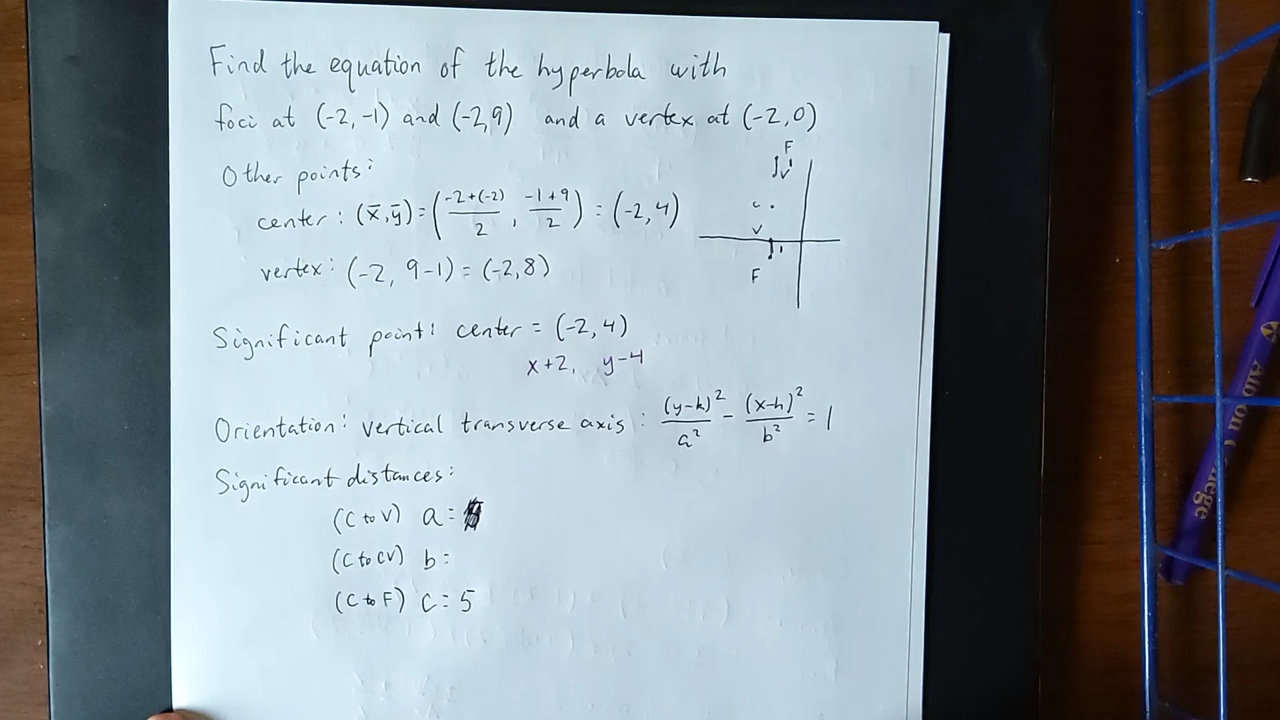 Find the equation of the hyperbola with
foci at (-2,-1) and (-2,9) and a vertex at (-2,0)
Other points:
center: (x̄,ȳ)=((-2+(-2))/2, (-1+9)/2) = (-2,4)
vertex: (-2, 9-1)=(-2,8)
F
V
C
V
F
Significant point: center = (-2,4)
x+2, y-4
Orientation: vertical transverse axis: (y-k)²/a² - (x-h)²/b² = 1
Significant distances:
(C to V) a=
(C to CV) b=
(C to F) c=5
Albion College